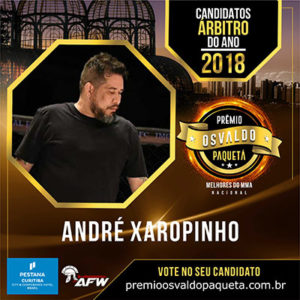 CANDIDATOS
ÁRBITRO
DO ANO
2018
PRÊMIO
OSVALDO
PAQUETÁ
MELHORES DO MMA
NACIONAL
ANDRÉ XAROPINHO
PESTANA
CURITIBA
AFW
VOTE NO SEU CANDIDATO
premioosvaldopaqueta.com.br